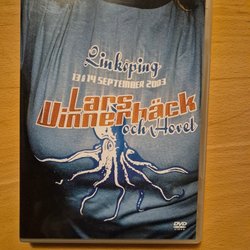 Linköping
13 & 14 SEPTEMBER 2003
Lars
Winnerbäck
och Hovet
DVD